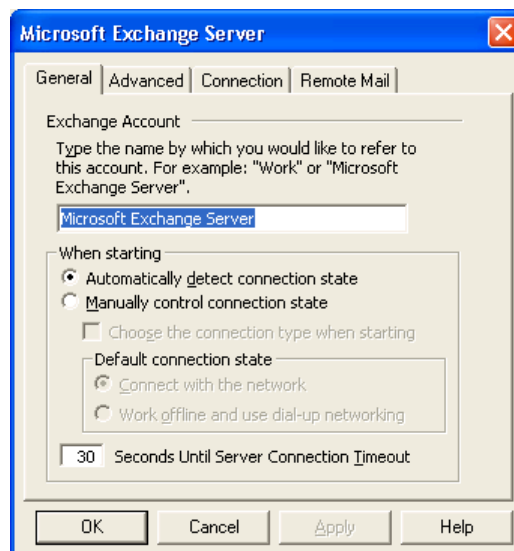 Microsoft Exchange Server
General Advanced Connection Remote Mail
Exchange Account
Type the name by which you would like to refer to
this account. For example: "Work" or "Microsoft
Exchange Server".
Microsoft Exchange Server
When starting
Automatically detect connection state
Manually control connection state
Choose the connection type when starting
Default connection state
Connect with the network
Work offline and use dial-up networking
30 Seconds Until Server Connection Timeout
OK Cancel Apply Help